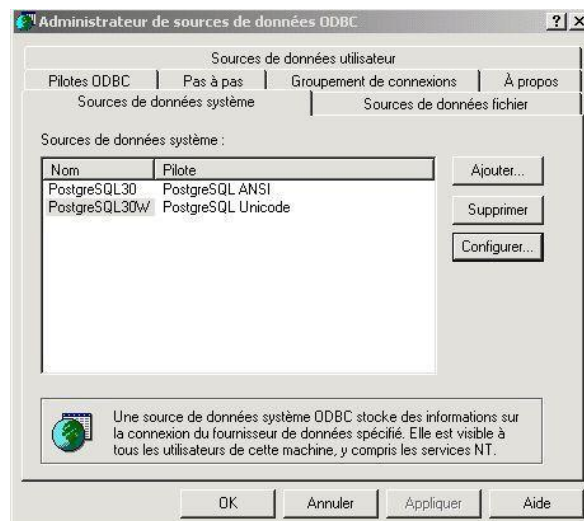 Administrateur de sources de données ODBC
Sources de données utilisateur
Pilotes ODBC Pas à pas Groupement de connexions À propos
Sources de données système Sources de données fichier
Sources de données système :
Nom Pilote
PostgreSQL30 PostgreSQL ANSI
PostgreSQL30W PostgreSQL Unicode
Ajouter...
Supprimer
Configurer...
Une source de données système ODBC stocke des informations sur
la connexion du fournisseur de données spécifié. Elle est visible à
tous les utilisateurs de cette machine, y compris les services NT.
OK Annuler Appliquer Aide